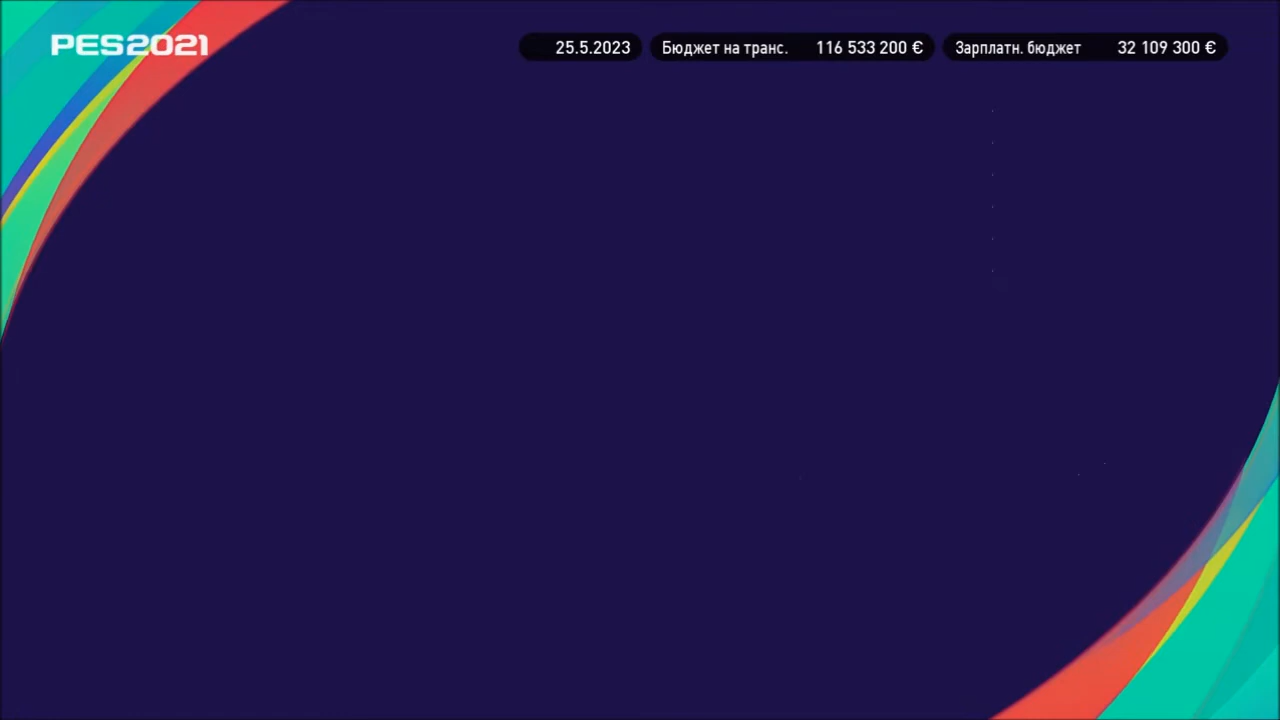 PES2021
25.5.2023 Бюджет на транс. 116 533 200 € Зарплатн. бюджет 32 109 300 €